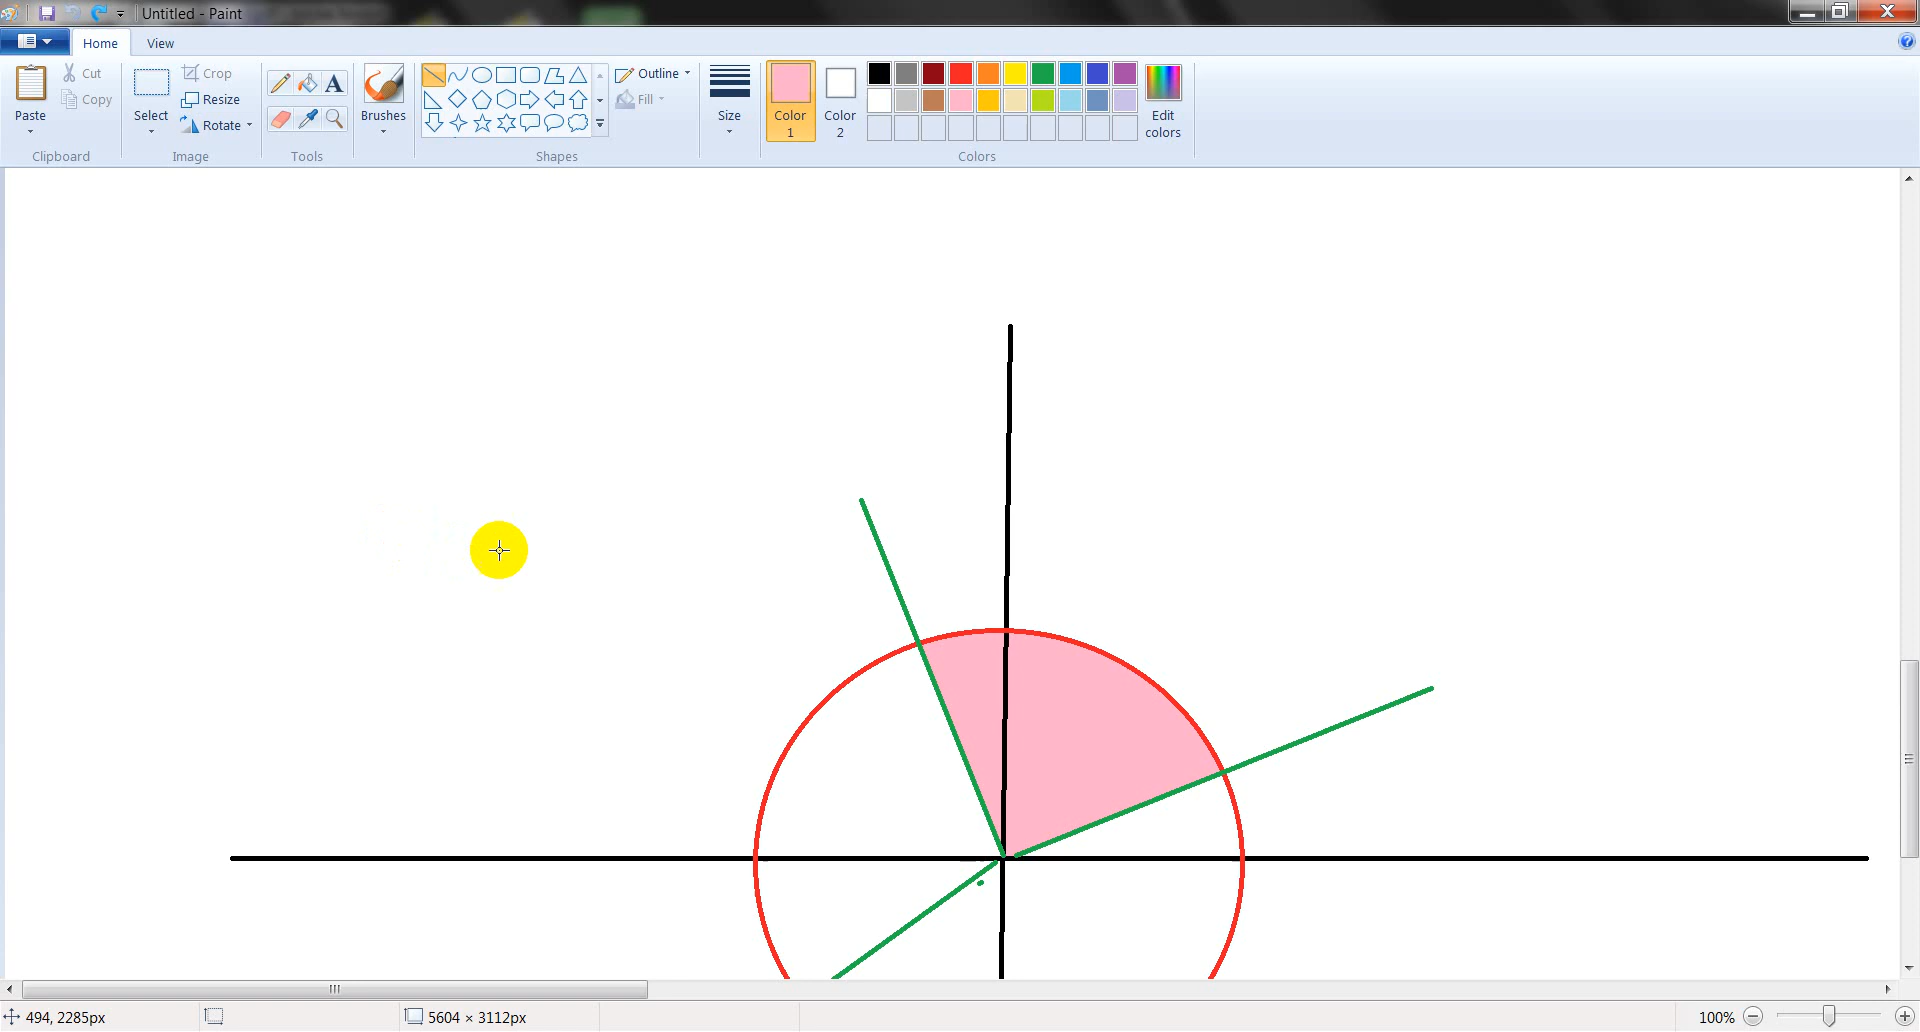 Untitled - Paint
Home View
Paste
Cut
Copy
Clipboard
Select
Crop
Resize
Rotate
Image
A
Tools
Brushes
Outline
Fill
Shapes
Size
Color 1
Color 2
Edit colors
Colors
494, 2285px
5604 × 3112px
100%